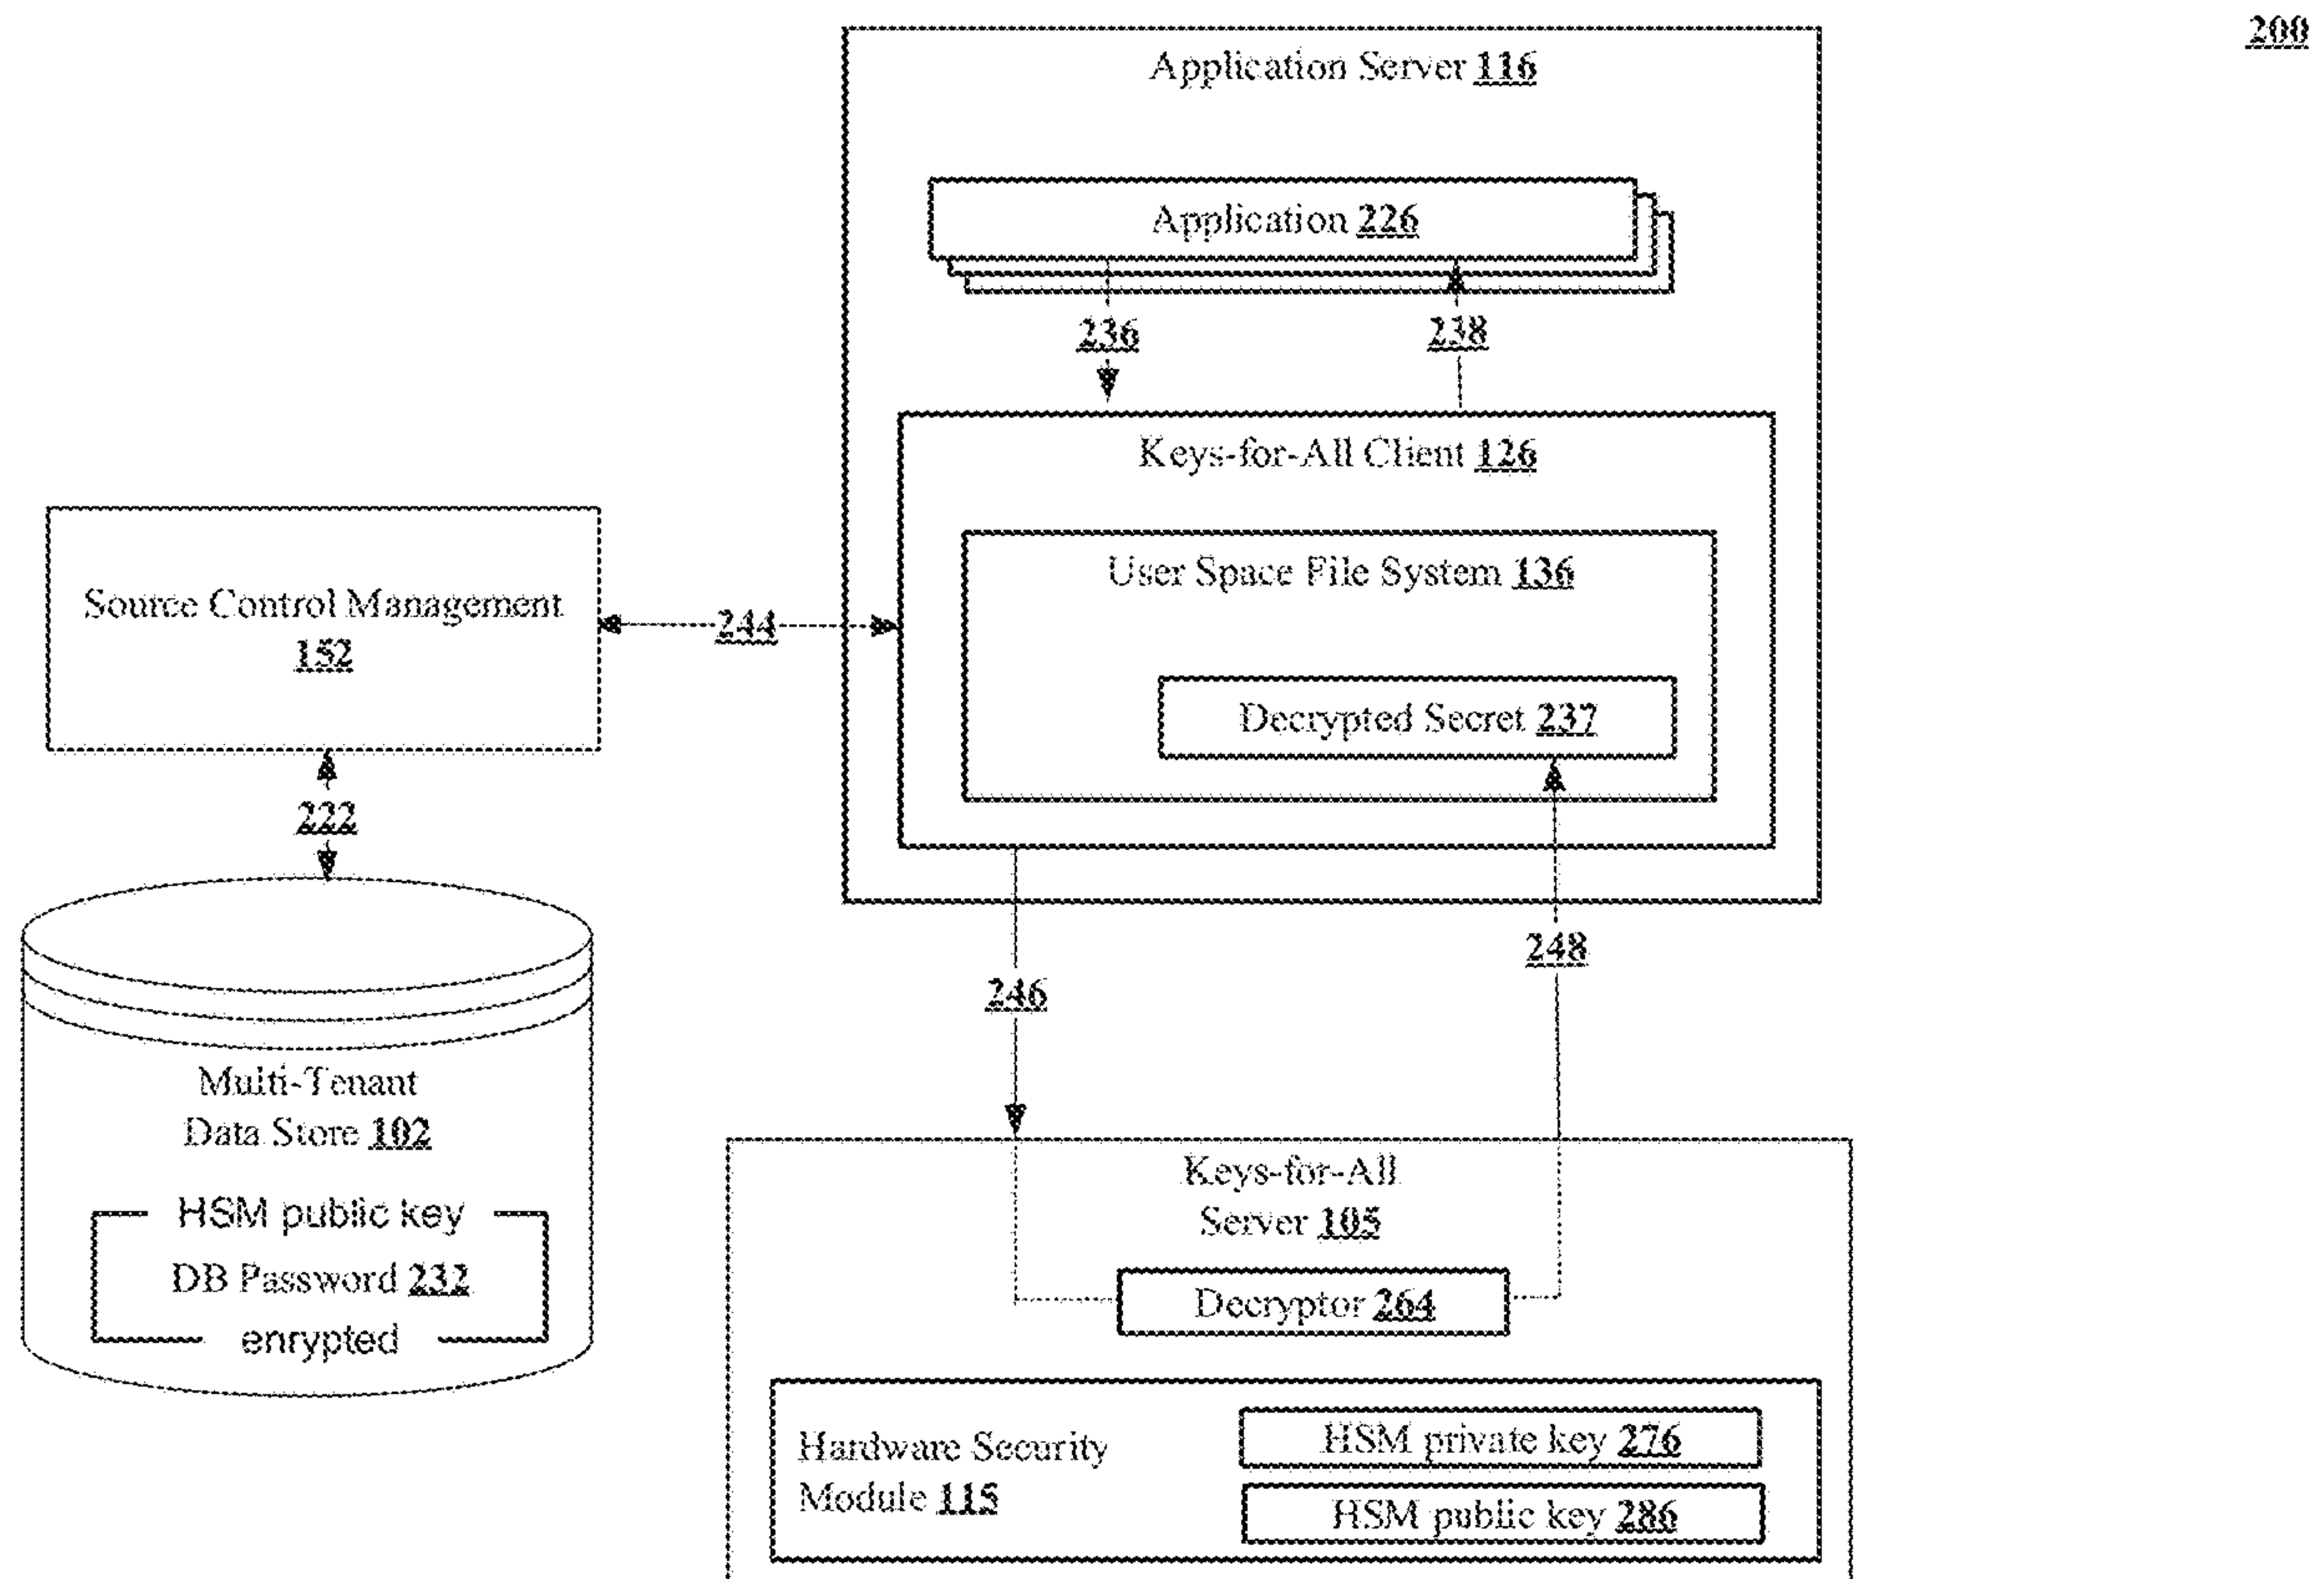 200
Application Server 116
Application 226
236
238
Keys-for-All Client 126
User Space File System 136
Source Control Management
152
244
Decrypted Secret 237
222
248
246
Multi-Tenant
Data Store 102
HSM public key
DB Password 232
enrypted
Keys-for-All
Server 105
Decryptor 264
Hardware Security
Module 115
HSM private key 276
HSM public key 286